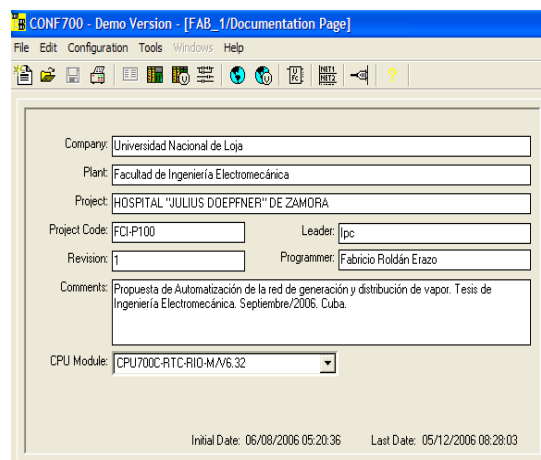 CONF700 - Demo Version - [FAB_1/Documentation Page]
File Edit Configuration Tools Windows Help
Company: Universidad Nacional de Loja
Plant: Facultad de Ingeniería Electromecánica
Project: HOSPITAL "JULIUS DOEPFNER" DE ZAMORA
Project Code: FCI-P100 Leader: lpc
Revision: 1 Programmer: Fabricio Roldán Erazo
Comments: Propuesta de Automatización de la red de generación y distribución de vapor. Tesis de
Ingeniería Electromecánica. Septiembre/2006. Cuba.
CPU Module: CPU700C-RTC-RIO-M/V6.32
Initial Date: 06/08/2006 05:20:36 Last Date: 05/12/2006 08:28:03